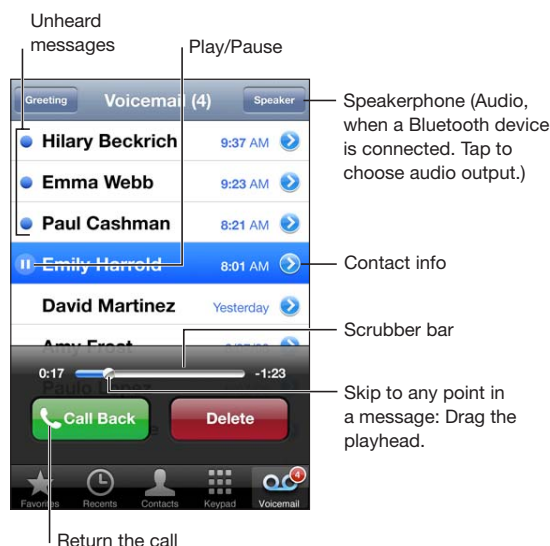 Unheard
messages
Play/Pause
Greeting Voicemail (4) Speaker
Speakerphone (Audio,
when a Bluetooth device
is connected. Tap to
choose audio output.)
Hilary Beckrich 9:37 AM
Emma Webb 9:23 AM
Paul Cashman 8:21 AM
Emily Harrold 8:01 AM
Contact info
David Martinez Yesterday
Scrubber bar
Amy Frost
0:17 -1:23
Skip to any point in
a message: Drag the
playhead.
Call Back Delete
4
Favorites Recents Contacts Keypad Voicemail
Return the call